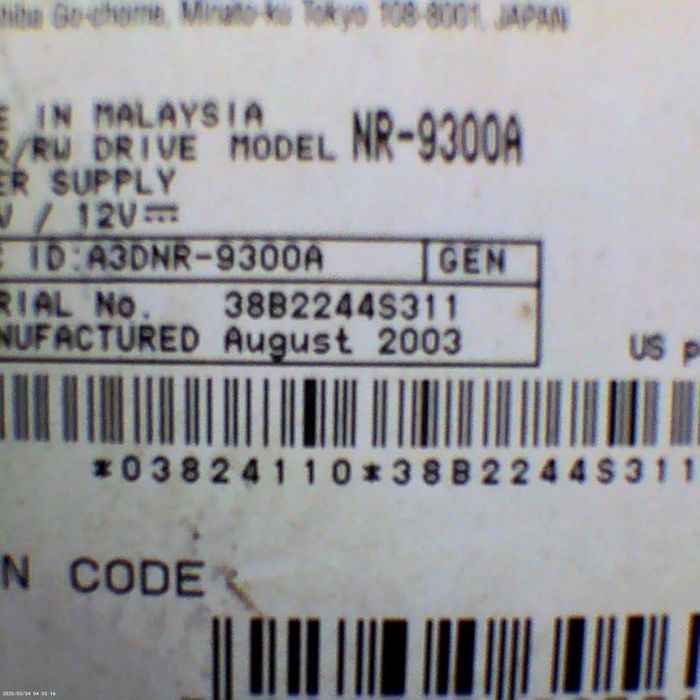 Go-chome, Minato-ku Tokyo 108-8001, JAPAN
E IN MALAYSIA
R/RW DRIVE MODEL NR-9300A
ER SUPPLY
V / 12V⎓
E ID:A3DNR-9300A GEN
RIAL No. 38B2244S311
NUFACTURED August 2003
US p
*03824110*38B2244S311
N CODE
2025/03/04 04:03:16